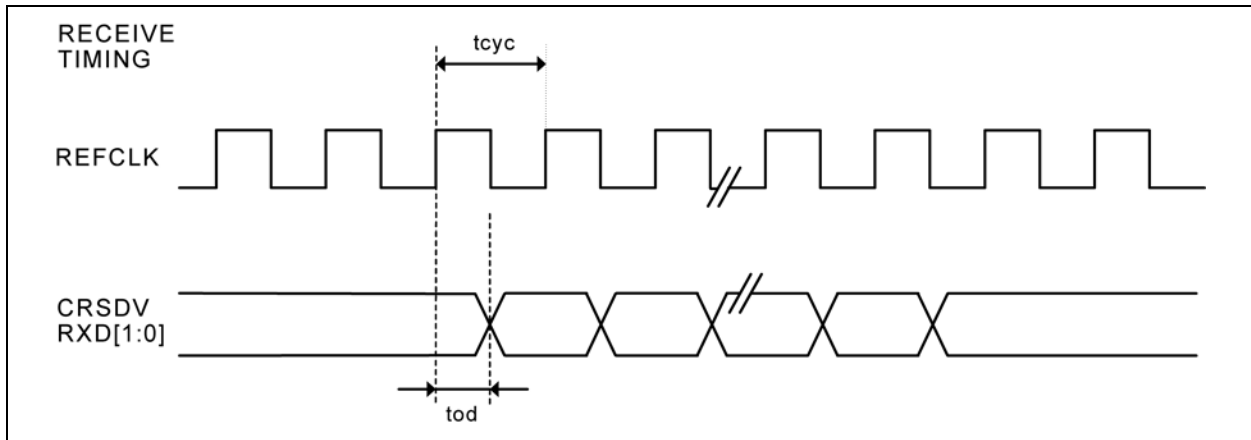 RECEIVE
TIMING
tcyc
REFCLK
CRSDV
RXD[1:0]
tod